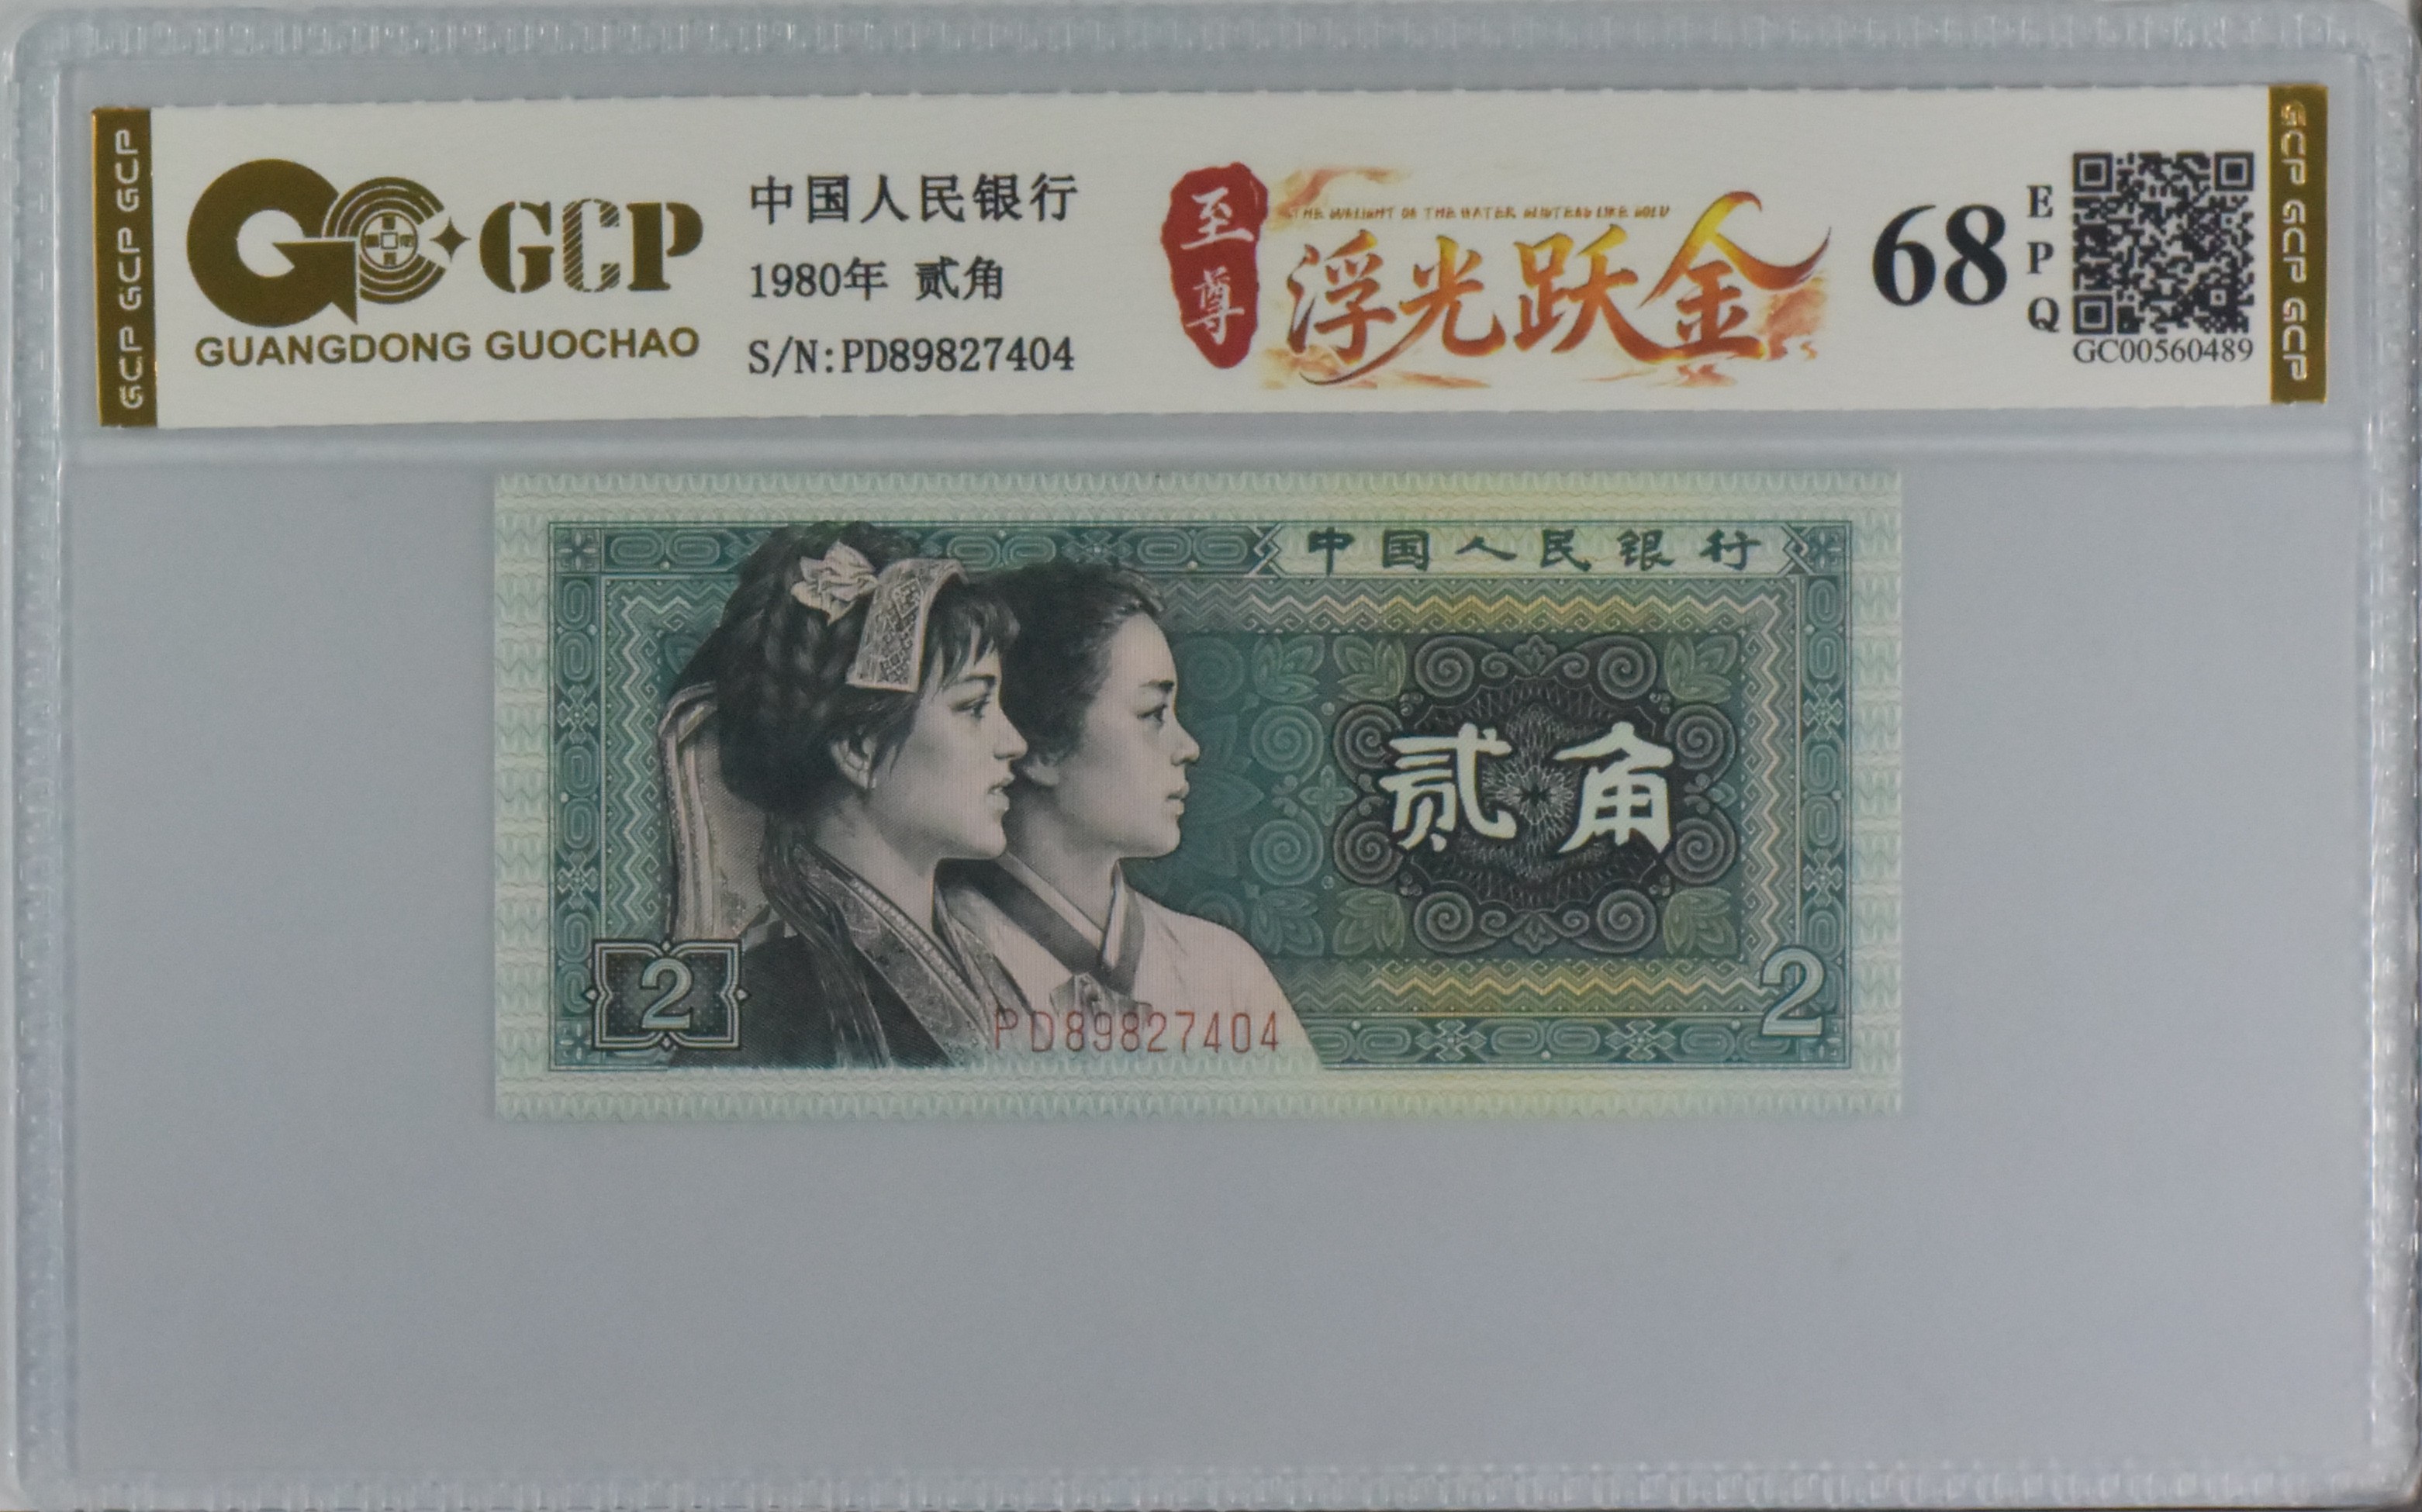 GCP GCP GCP
GCP
GUANGDONG GUOCHAO
中国人民银行
1980年 贰角
S/N:PD89827404
至尊
浮光跃金
68
EPQ
GC00560489
GCP GCP GCP
中国人民银行
贰角
2
PD89827404
2